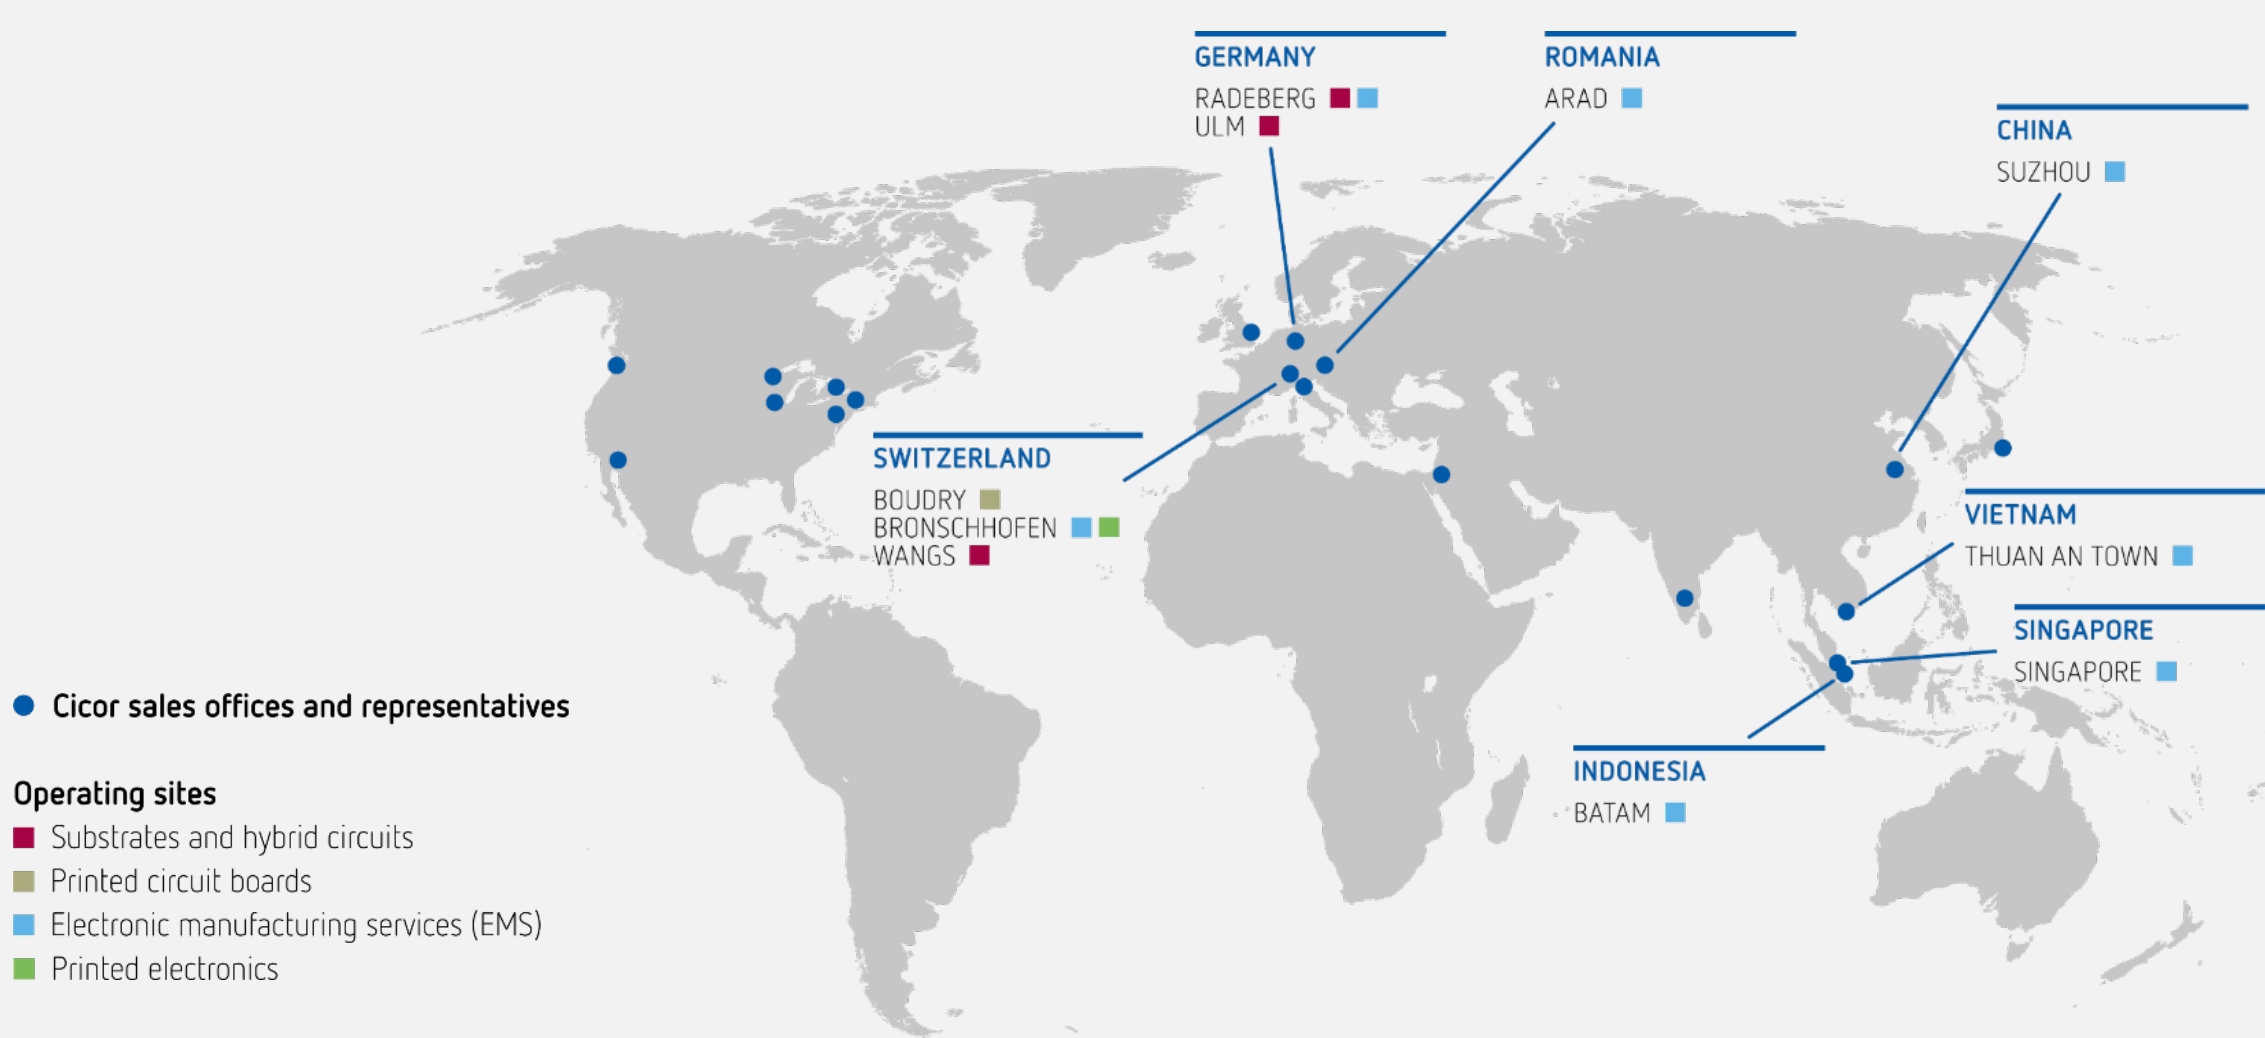 GERMANY
RADEBERG
ULM
ROMANIA
ARAD
CHINA
SUZHOU
SWITZERLAND
BOUDRY
BRONSCHHOFEN
WANGS
VIETNAM
THUAN AN TOWN
SINGAPORE
SINGAPORE
INDONESIA
BATAM
Cicor sales offices and representatives
Operating sites
Substrates and hybrid circuits
Printed circuit boards
Electronic manufacturing services (EMS)
Printed electronics